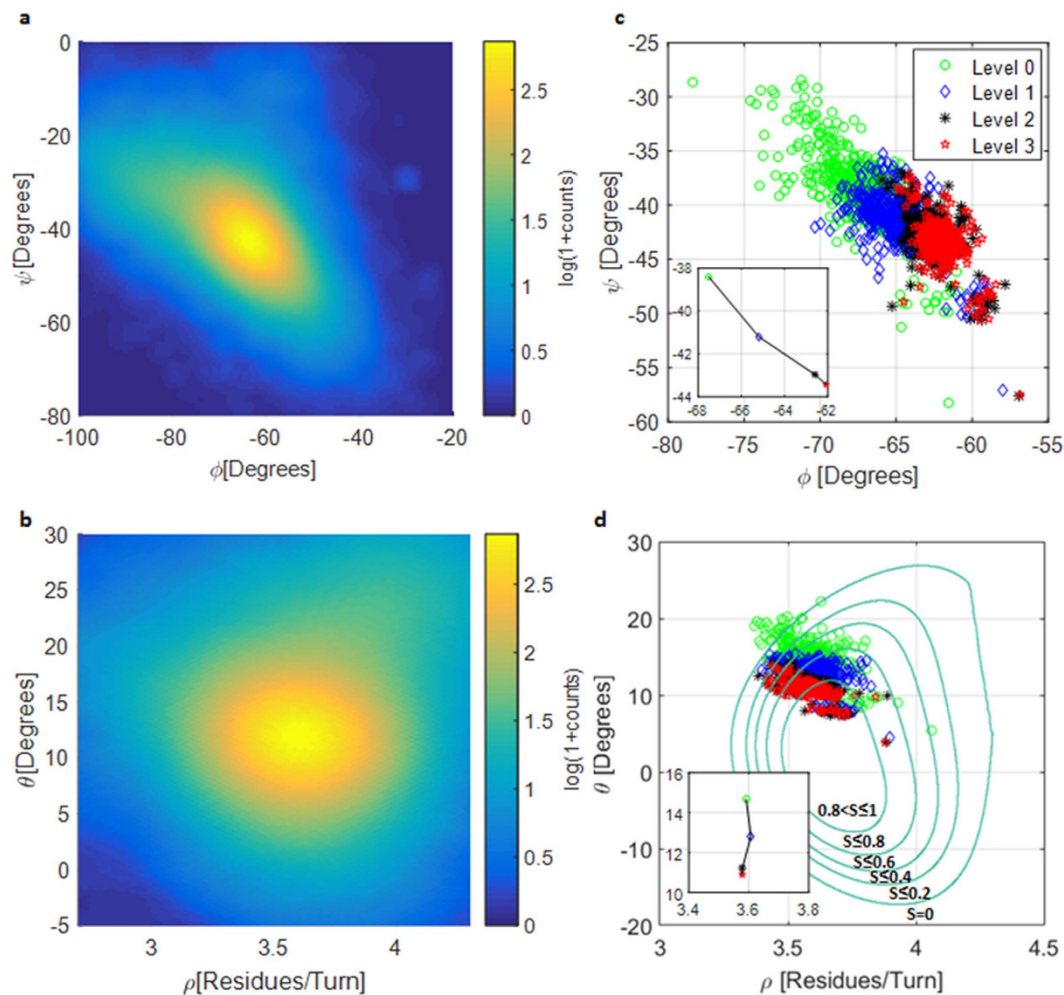 a
0
-20
-40
-60
-80
-100 -80 -60 -40 -20
ψ [Degrees]
ϕ[Degrees]
2.5
2
1.5
1
0.5
0
log(1+counts)
c
-25
-30
-35
-40
-45
-50
-55
-60
-80 -75 -70 -65 -60 -55
ψ [Degrees]
ϕ [Degrees]
Level 0
Level 1
Level 2
Level 3
-38
-40
-42
-44
-68 -66 -64 -62
b
30
25
20
15
10
5
0
-5
3 3.5 4
θ[Degrees]
ρ[Residues/Turn]
2.5
2
1.5
1
0.5
0
log(1+counts)
d
30
20
10
0
-10
-20
3 3.5 4 4.5
θ [Degrees]
ρ [Residues/Turn]
0.8<S≤1
S≤0.8
S≤0.6
S≤0.4
S≤0.2
S=0
16
14
12
10
3.4 3.6 3.8